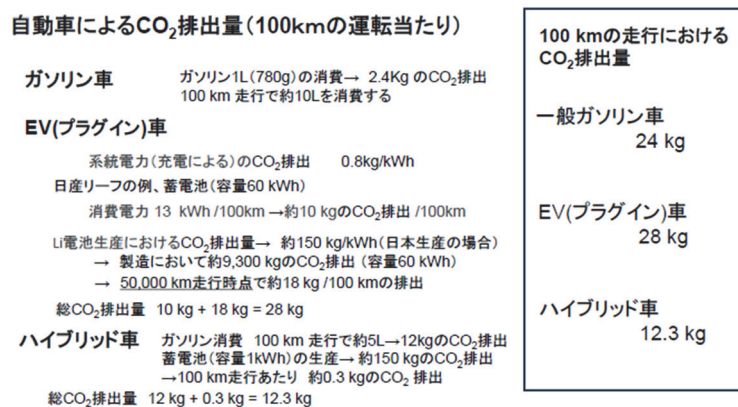 自動車によるCO₂排出量(100kmの運転当たり)
ガソリン車 ガソリン1L(780g)の消費→ 2.4Kg のCO₂排出
100 km 走行で約10Lを消費する
EV(プラグイン)車
系統電力(充電による)のCO₂排出 0.8kg/kWh
日産リーフの例、蓄電池(容量60 kWh)
消費電力 13 kWh /100km →約10 kgのCO₂排出 /100km
Li電池生産におけるCO₂排出量→ 約150 kg/kWh(日本生産の場合)
→ 製造において約9,300 kgのCO₂排出 (容量60 kWh)
→ 50,000 km走行時点で約18 kg /100 kmの排出
総CO₂排出量 10 kg + 18 kg = 28 kg
ハイブリッド車 ガソリン消費 100 km 走行で約5L→12kgのCO₂排出
蓄電池(容量1kWh)の生産→ 約150 kgのCO₂排出
→100 km走行あたり 約0.3 kgのCO₂ 排出
総CO₂排出量 12 kg + 0.3 kg = 12.3 kg
100 kmの走行における
CO₂排出量
一般ガソリン車
24 kg
EV(プラグイン)車
28 kg
ハイブリッド車
12.3 kg